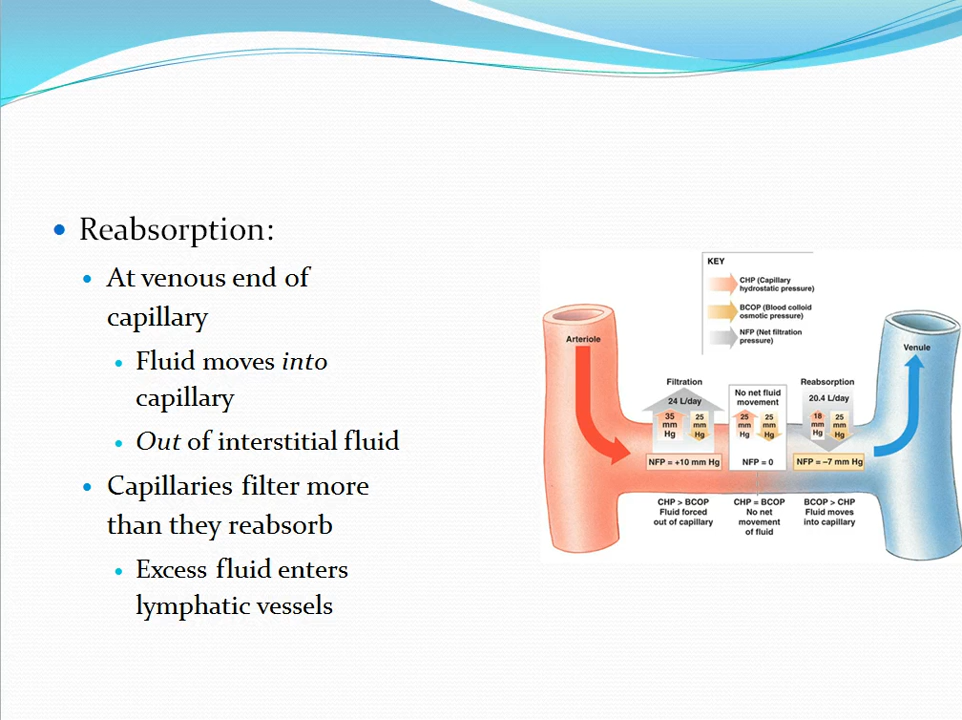 Reabsorption:
At venous end of
capillary
Fluid moves into
capillary
Out of interstitial fluid
Capillaries filter more
than they reabsorb
Excess fluid enters
lymphatic vessels
KEY
CHP (Capillary
hydrostatic pressure)
BCOP (Blood colloid
osmotic pressure)
NFP (Net filtration
pressure)
Arteriole
Venule
Filtration
24 L/day
35
mm
Hg
25
mm
Hg
NFP = +10 mm Hg
CHP > BCOP
Fluid forced
out of capillary
No net fluid
movement
25
mm
Hg
25
mm
Hg
NFP = 0
CHP = BCOP
No net
movement
of fluid
Reabsorption
20.4 L/day
18
mm
Hg
25
mm
Hg
NFP = –7 mm Hg
BCOP > CHP
Fluid moves
into capillary